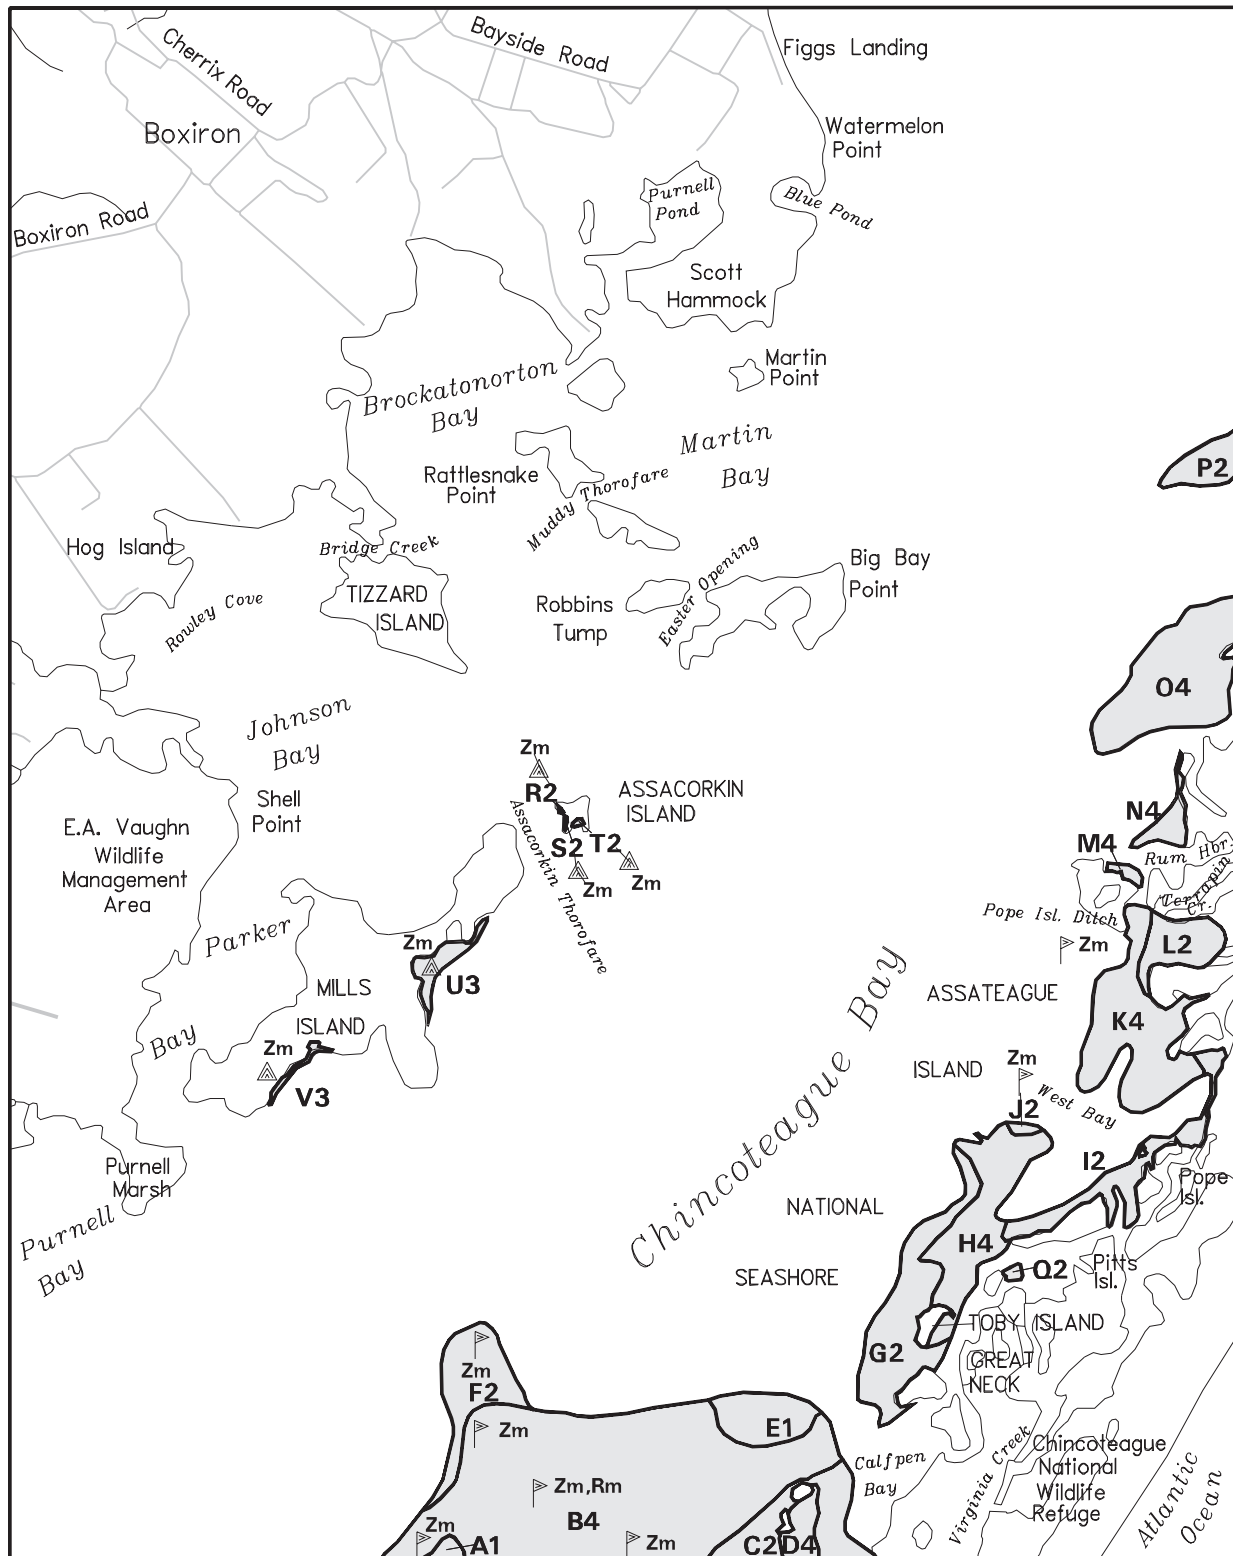 Cherrix Road
Bayside Road
Figgs Landing
Boxiron
Watermelon
Point
Purnell
Pond
Blue Pond
Boxiron Road
Scott
Hammock
Martin
Point
Brockatonorton
Bay
Martin
Bay
P2
Rattlesnake
Point
Muddy Thorofare
Hog Island
Bridge Creek
Big Bay
Point
TIZZARD
ISLAND
Rowley Cove
Robbins
Tump
Easter Opening
O4
Johnson
Bay
Zm
R2
ASSACORKIN
ISLAND
Shell
Point
N4
E.A. Vaughn
Wildlife
Management
Area
S2
T2
Zm
Zm
Assacorkin Thorofare
M4
Rum Hbr.
Terrapin
Cr.
Pope Isl. Ditch
Parker
Bay
Zm
U3
Zm
L2
MILLS
ISLAND
ASSATEAGUE
K4
Chincoteague Bay
Zm
V3
ISLAND
Zm
J2
West Bay
Purnell
Marsh
I2
Pope
Isl.
NATIONAL
Purnell
Bay
H4
SEASHORE
Q2
Pitts
Isl.
TOBY ISLAND
G2
GREAT
NECK
Zm
F2
Zm
E1
Calfpen
Bay
Virginia Creek
Chincoteague
National
Wildlife
Refuge
Atlantic
Ocean
Zm,Rm
B4
Zm
A1
Zm
C2
D4